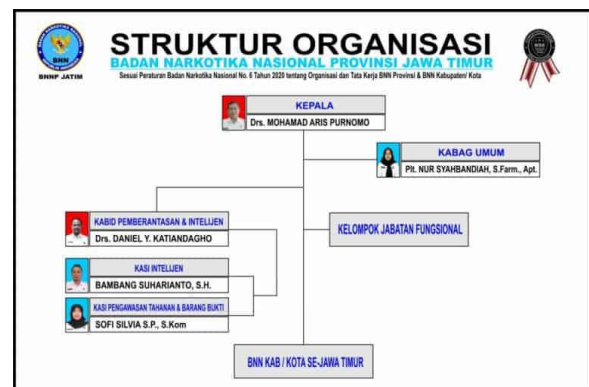 STRUKTUR ORGANISASI
BADAN NARKOTIKA NASIONAL PROVINSI JAWA TIMUR
Sesuai Peraturan Badan Narkotika Nasional No. 6 Tahun 2020 tentang Organisasi dan Tata Kerja BNN Provinsi & BNN Kabupaten/ Kota
BNN
BNNP JATIM
KEPALA
Drs. MOHAMAD ARIS PURNOMO
KABAG UMUM
Plt. NUR SYAHBANDIAH, S.Farm., Apt.
KABID PEMBERANTASAN & INTELIJEN
Drs. DANIEL Y. KATIANDAGHO
KELOMPOK JABATAN FUNGSIONAL
KASI INTELIJEN
BAMBANG SUHARIANTO, S.H.
KASI PENGAWASAN TAHANAN & BARANG BUKTI
SOFI SILVIA S.P., S.Kom
BNN KAB / KOTA SE-JAWA TIMUR